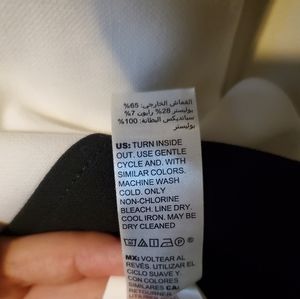 القماش الخارجي: 65%
بوليستر 28% رايون 7%
سبانديكس البطانة: 100%
بوليستر
US: TURN INSIDE
OUT. USE GENTLE
CYCLE AND. WITH
SIMILAR COLORS.
MACHINE WASH
COLD. ONLY
NON-CHLORINE
BLEACH. LINE DRY.
COOL IRON. MAY BE
DRY CLEANED
MX: VOLTEAR AL
REVÉS. UTILIZAR EL
CICLO SUAVE Y
CON COLORES
SIMILARES